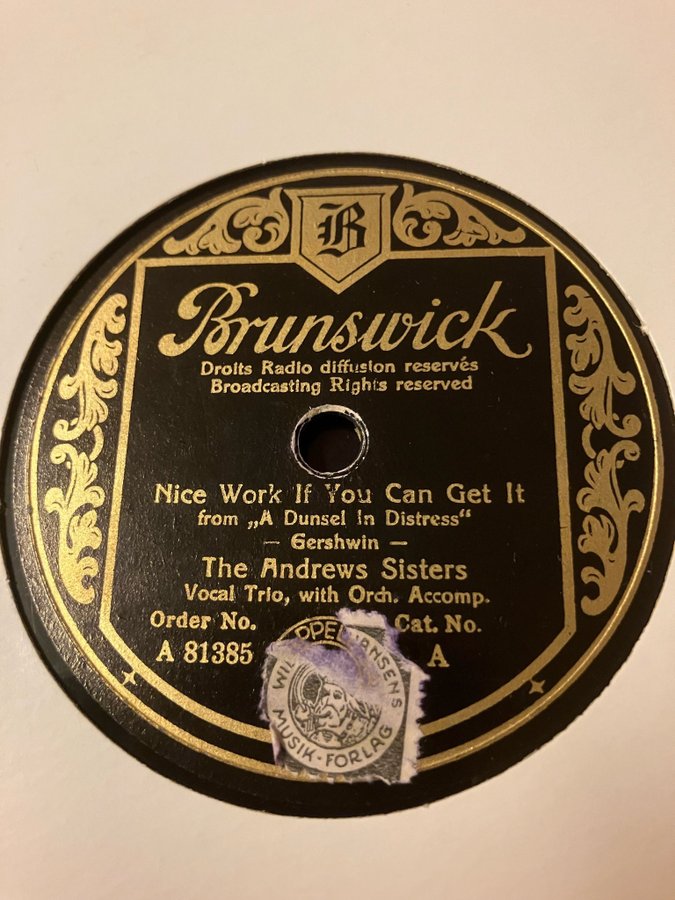 B
Brunswick
Droits Radio diffusion reservés
Broadcasting Rights reserved
Nice Work If You Can Get It
from „A Dunsel In Distress“
— Gershwin —
The Andrews Sisters
Vocal Trio, with Orch. Accomp.
Order No. Cat. No.
A 81385 A
HANSENS
MUSIK-FORLAG